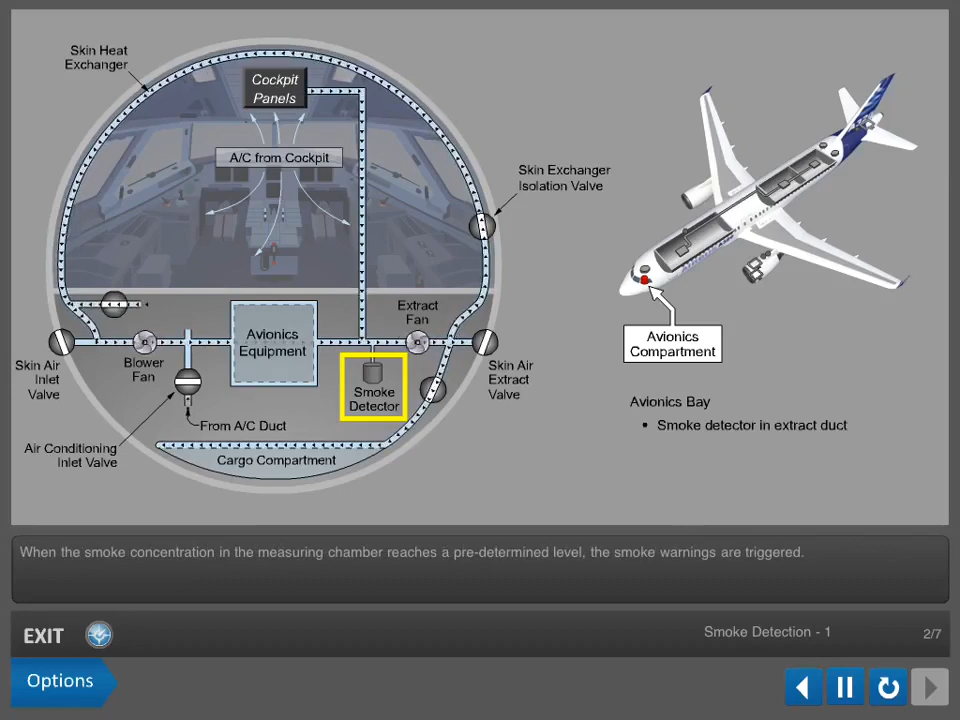 Skin Heat
Exchanger
Cockpit
Panels
A/C from Cockpit
Skin Exchanger
Isolation Valve
Extract
Fan
Avionics
Equipment
Blower
Fan
Skin Air
Inlet
Valve
Smoke
Detector
Skin Air
Extract
Valve
From A/C Duct
Air Conditioning
Inlet Valve
Cargo Compartment
Avionics
Compartment
Avionics Bay
• Smoke detector in extract duct
When the smoke concentration in the measuring chamber reaches a pre-determined level, the smoke warnings are triggered.
EXIT
Smoke Detection - 1
2/7
Options